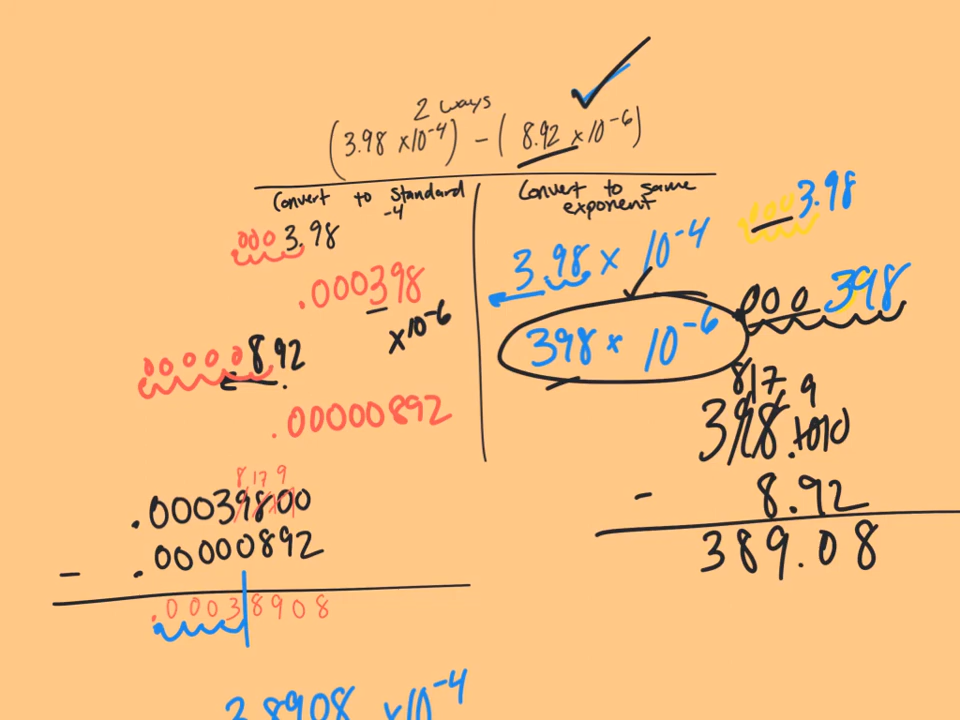 2 ways
(3.98 x10⁻⁴) - (8.92 x10⁻⁶)
Convert to standard
-4
000 3.98
.000398
x10⁻⁶
00000 8.92
.00000892
8 17 9
.00039800
- .00000892
.00038908
3.8908 x10⁻⁴
Convert to same
exponent
000 3.98
3.98 x 10⁻⁴
398 x 10⁻⁶
000 398
8 17 9
398.
- 8.92
389.08